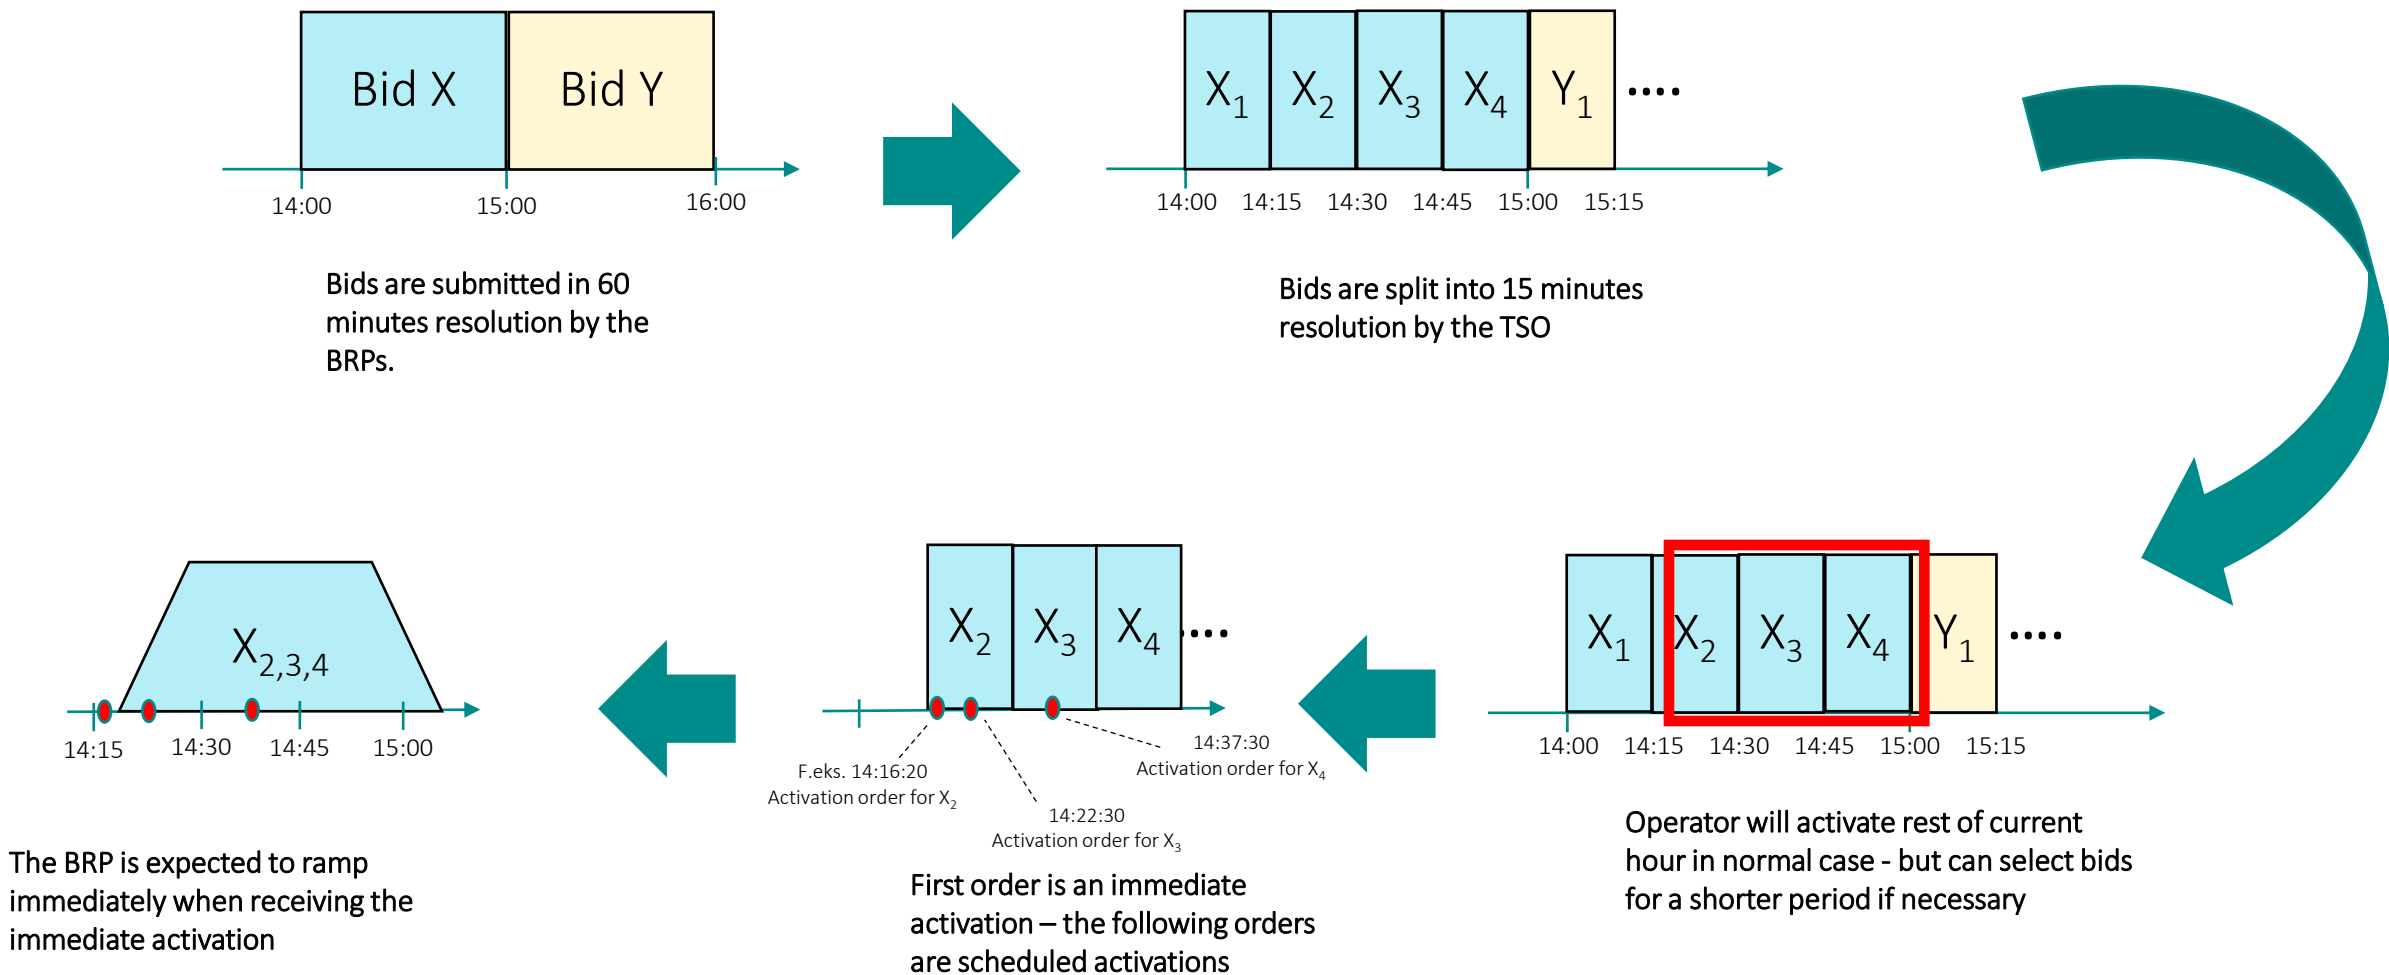 Bid X
Bid Y
14:00
15:00
16:00
Bids are submitted in 60
minutes resolution by the
BRPs.
X1
X2
X3
X4
Y1
....
14:00
14:15
14:30
14:45
15:00
15:15
Bids are split into 15 minutes
resolution by the TSO
X1
X2
X3
X4
Y1
....
14:00
14:15
14:30
14:45
15:00
15:15
Operator will activate rest of current
hour in normal case - but can select bids
for a shorter period if necessary
X2
X3
X4
....
F.eks. 14:16:20
Activation order for X2
14:22:30
Activation order for X3
14:37:30
Activation order for X4
First order is an immediate
activation – the following orders
are scheduled activations
X2,3,4
14:15
14:30
14:45
15:00
The BRP is expected to ramp
immediately when receiving the
immediate activation